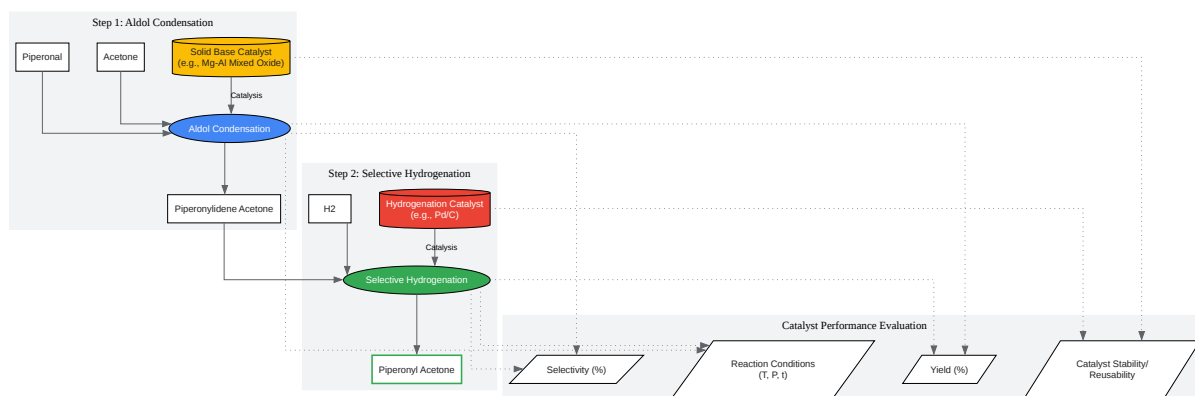 Step 1: Aldol Condensation
Piperonal
Acetone
Solid Base Catalyst
(e.g., Mg-Al Mixed Oxide)
Catalysis
Aldol Condensation
Piperonylidene Acetone
Step 2: Selective Hydrogenation
H2
Hydrogenation Catalyst
(e.g., Pd/C)
Catalysis
Selective Hydrogenation
Piperonyl Acetone
Catalyst Performance Evaluation
Selectivity (%)
Reaction Conditions
(T, P, t)
Yield (%)
Catalyst Stability/
Reusability